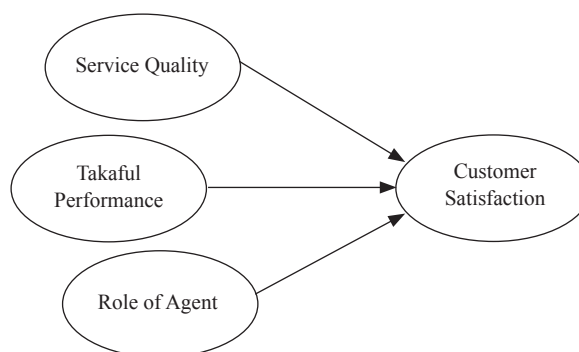 Service Quality
Takaful
Performance
Customer
Satisfaction
Role of Agent